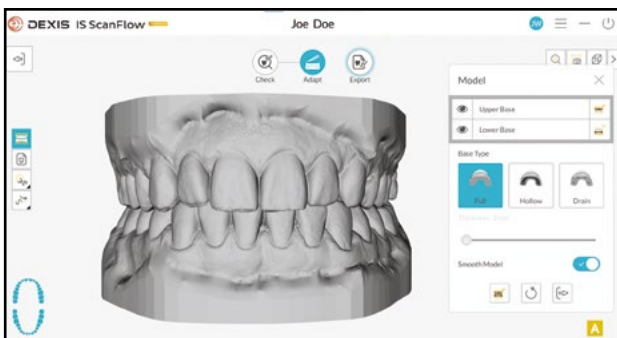 DEXIS IS ScanFlow
Joe Doe
JW
Check
Adapt
Export
Model
Upper Base
Lower Base
Base Type
Full
Hollow
Drain
Smooth Model
A